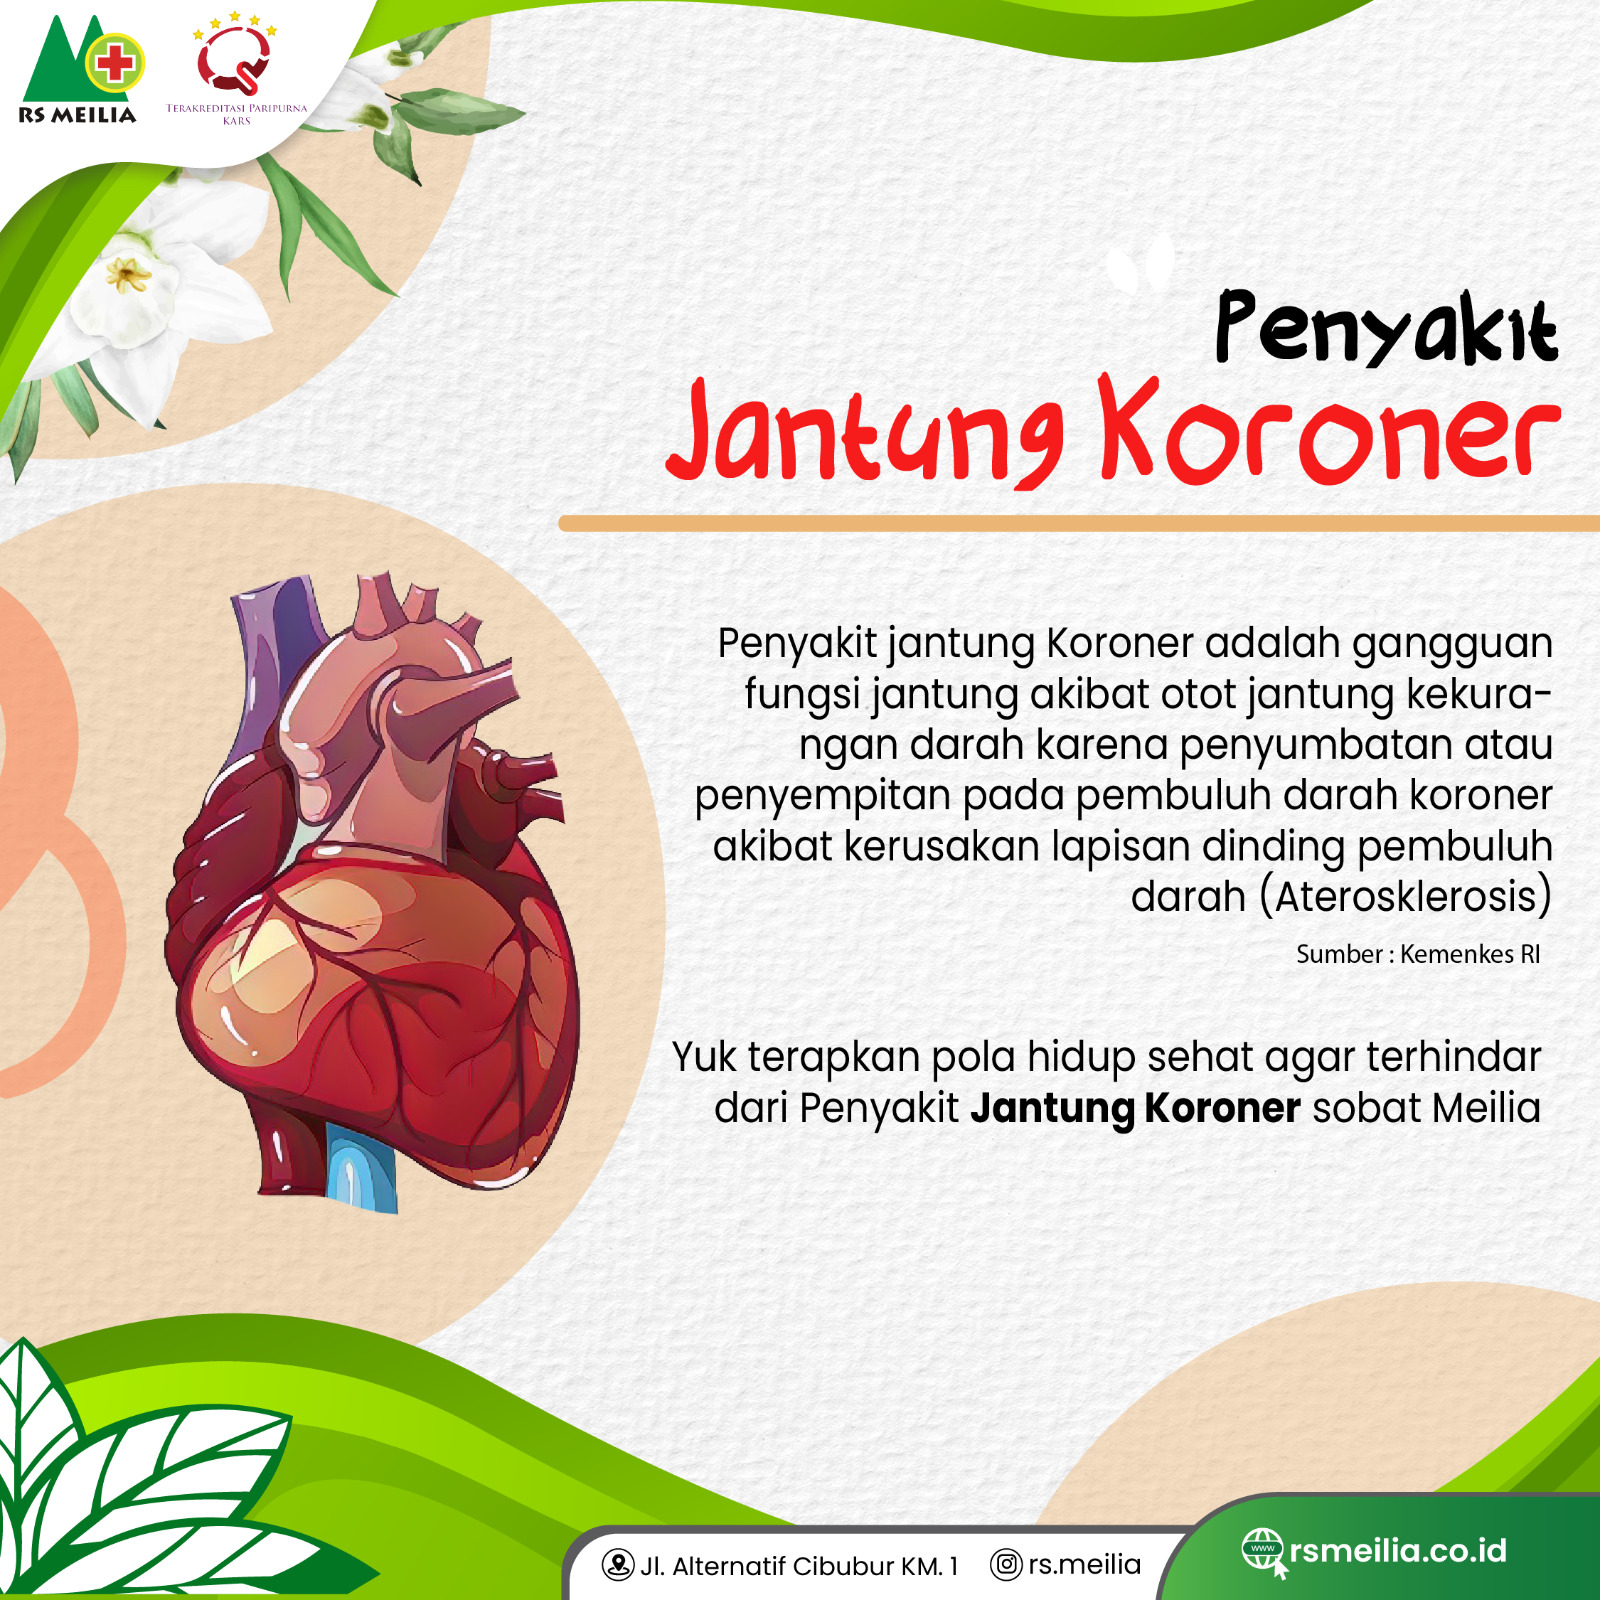 RS MEILIA
TERAKREDITASI PARIPURNA
KARS
Penyakit
Jantung Koroner
Penyakit jantung Koroner adalah gangguan
fungsi jantung akibat otot jantung kekura-
ngan darah karena penyumbatan atau
penyempitan pada pembuluh darah koroner
akibat kerusakan lapisan dinding pembuluh
darah (Aterosklerosis)
Sumber : Kemenkes RI
Yuk terapkan pola hidup sehat agar terhindar
dari Penyakit Jantung Koroner sobat Meilia
Jl. Alternatif Cibubur KM. 1
rs.meilia
www
rsmeilia.co.id